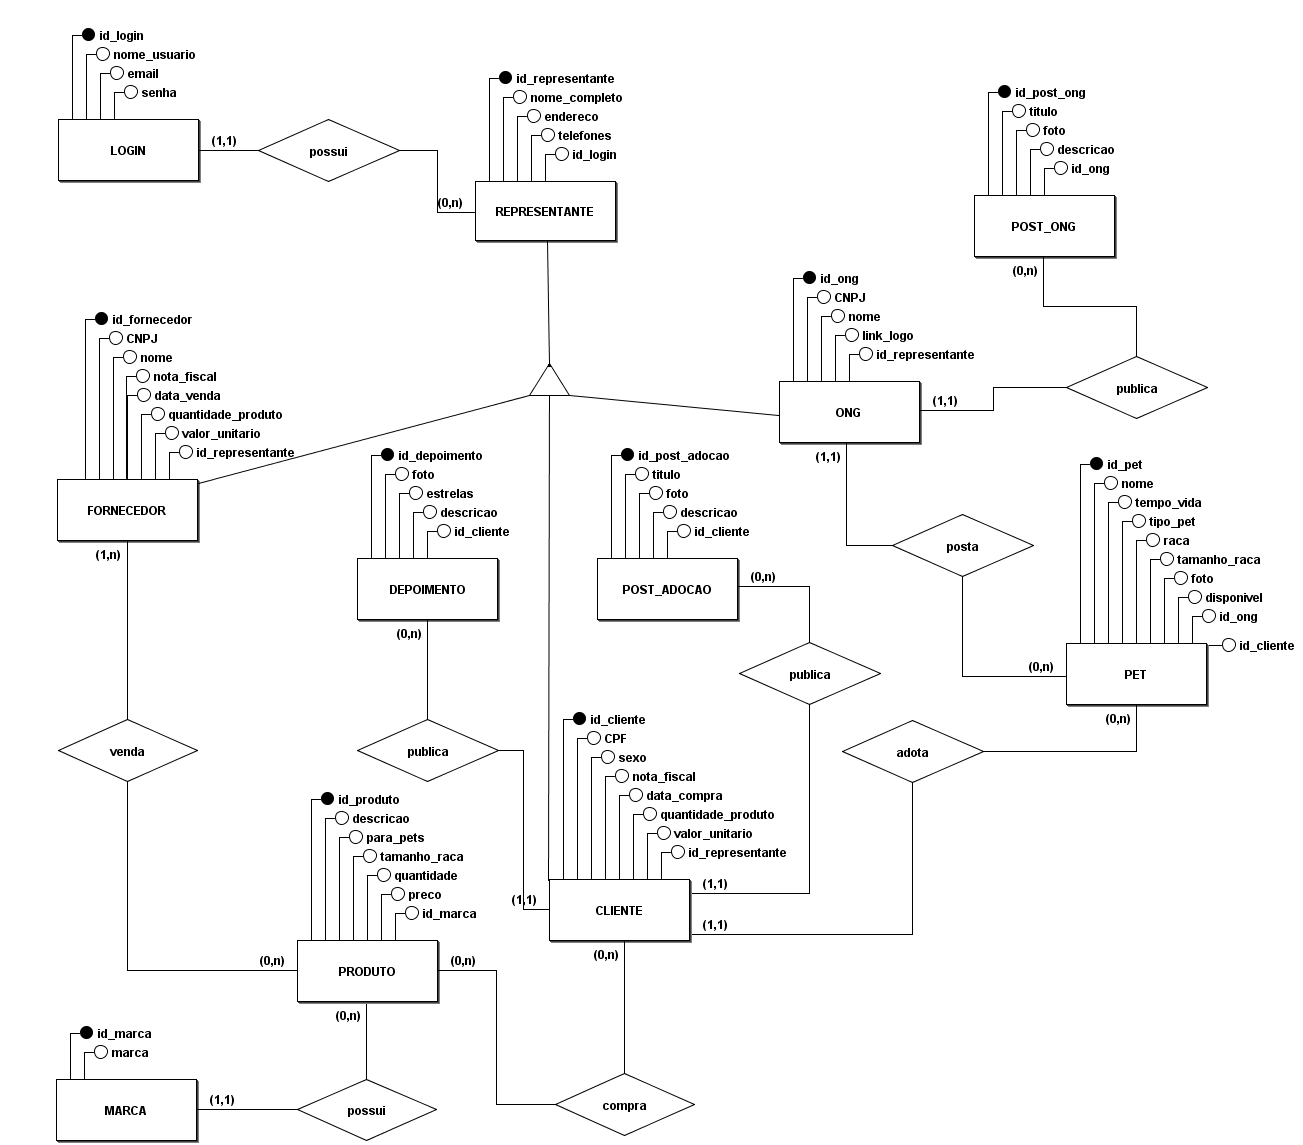 id_login
nome_usuario
email
senha
LOGIN
(1,1)
possui
(0,n)
id_representante
nome_completo
endereco
telefones
id_login
REPRESENTANTE
id_post_ong
titulo
foto
descricao
id_ong
POST_ONG
(0,n)
publica
(1,1)
id_ong
CNPJ
nome
link_logo
id_representante
ONG
(1,1)
posta
(0,n)
id_fornecedor
CNPJ
nome
nota_fiscal
data_venda
quantidade_produto
valor_unitario
id_representante
FORNECEDOR
(1,n)
venda
(0,n)
id_depoimento
foto
estrelas
descricao
id_cliente
DEPOIMENTO
(0,n)
publica
(1,1)
id_post_adocao
titulo
foto
descricao
id_cliente
POST_ADOCAO
(0,n)
publica
(1,1)
id_pet
nome
tempo_vida
tipo_pet
raca
tamanho_raca
foto
disponivel
id_ong
id_cliente
PET
(0,n)
adota
(1,1)
id_cliente
CPF
sexo
nota_fiscal
data_compra
quantidade_produto
valor_unitario
id_representante
CLIENTE
(0,n)
compra
(0,n)
id_produto
descricao
para_pets
tamanho_raca
quantidade
preco
id_marca
PRODUTO
(0,n)
possui
(1,1)
id_marca
marca
MARCA